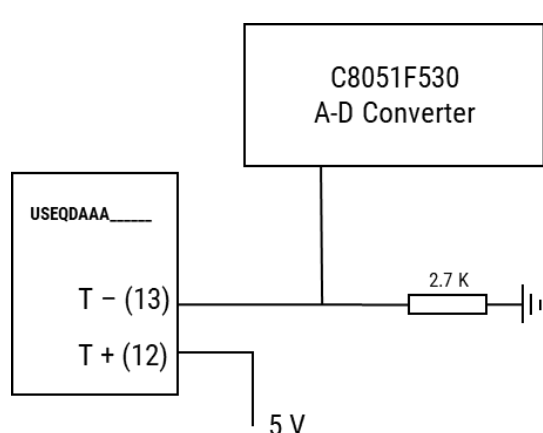 C8051F530
A-D Converter
USEQDAAA______
T − (13)
2.7 K
T + (12)
5 V